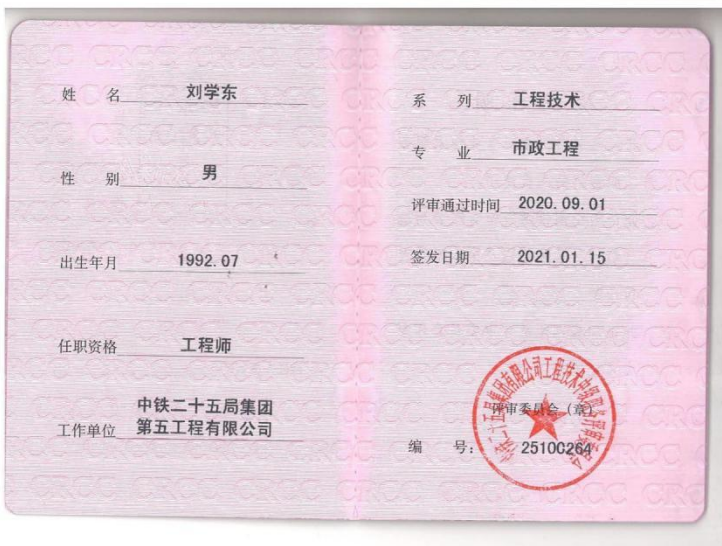 姓 名 刘学东
性 别 男
出生年月 1992.07
任职资格 工程师
工作单位 中铁二十五局集团
第五工程有限公司
系 列 工程技术
专 业 市政工程
评审通过时间 2020.09.01
签发日期 2021.01.15
评审委员会（章）
编 号： 25100264
CRCC